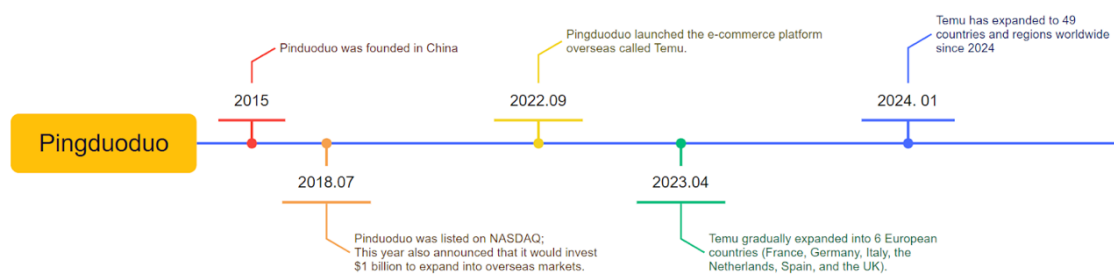 Pingduoduo
2015
Pinduoduo was founded in China
2018.07
Pinduoduo was listed on NASDAQ;
This year also announced that it would invest
$1 billion to expand into overseas markets.
2022.09
Pingduoduo launched the e-commerce platform
overseas called Temu.
2023.04
Temu gradually expanded into 6 European
countries (France, Germany, Italy, the
Netherlands, Spain, and the UK).
2024. 01
Temu has expanded to 49
countries and regions worldwide
since 2024